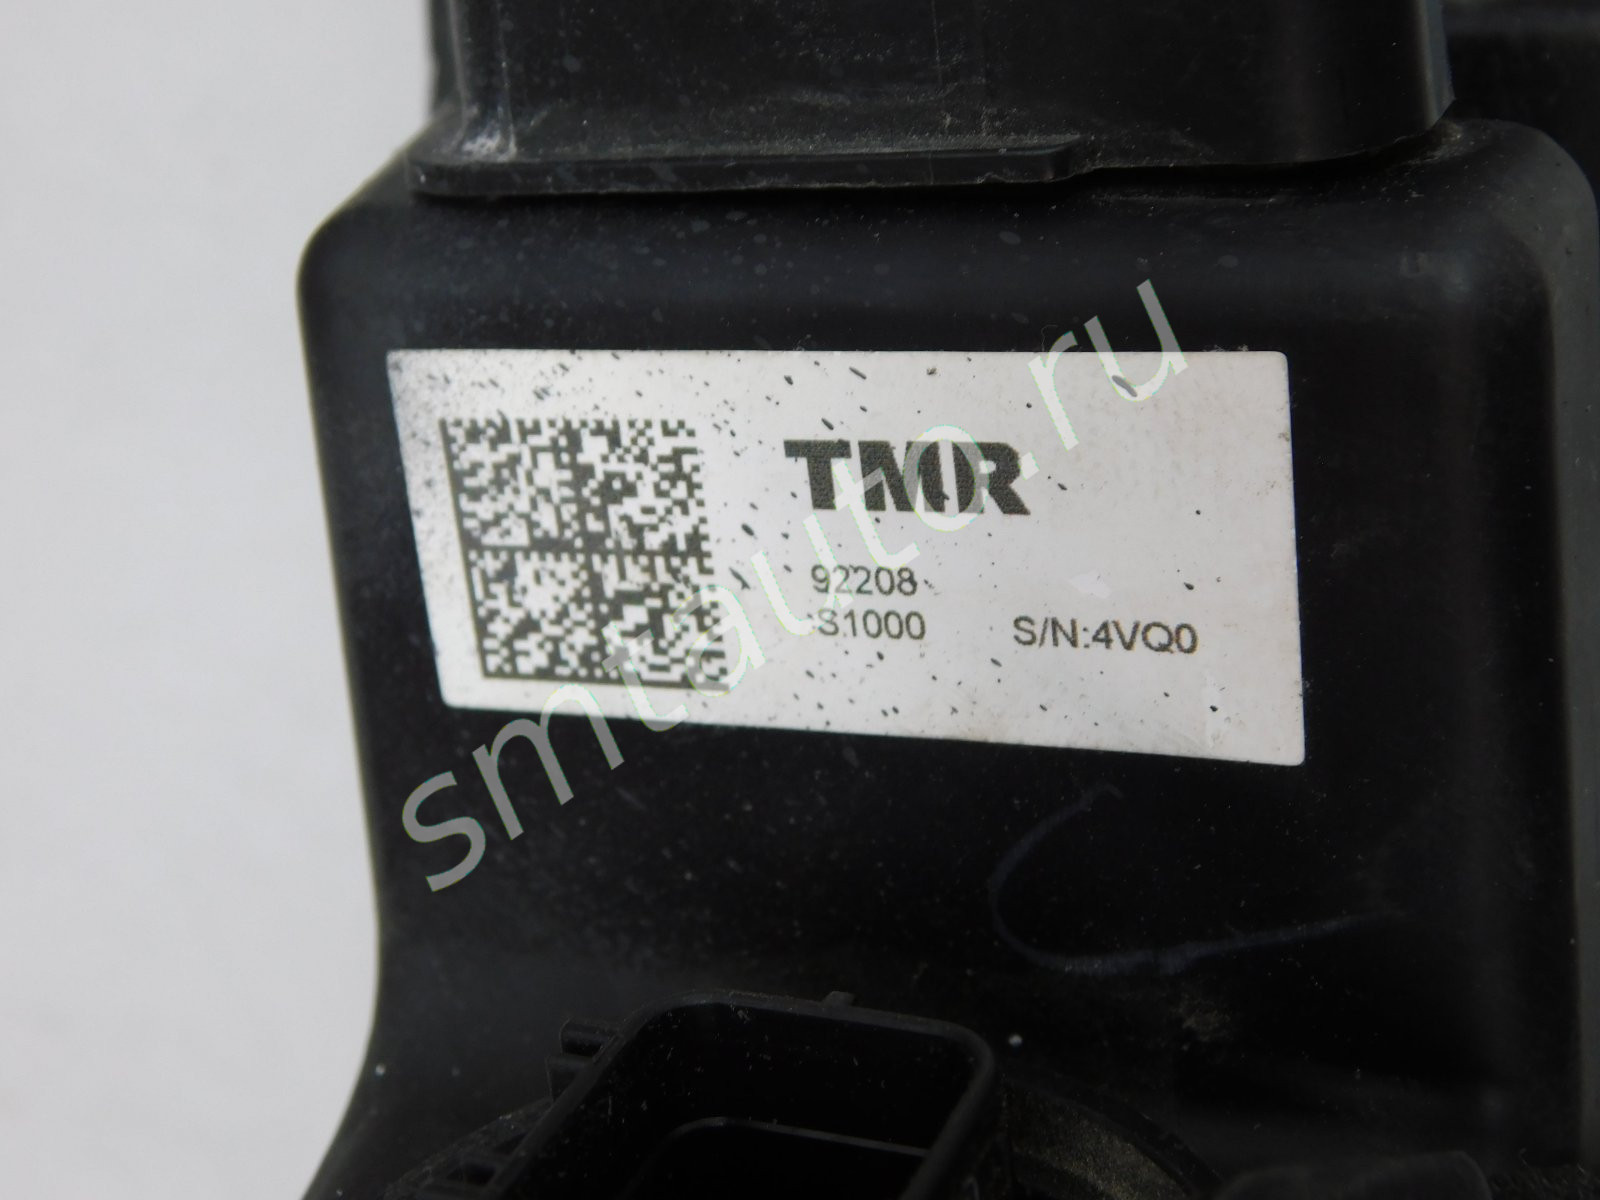 TMR
92208
S1000 S/N:4VQ0
smtauto.ru